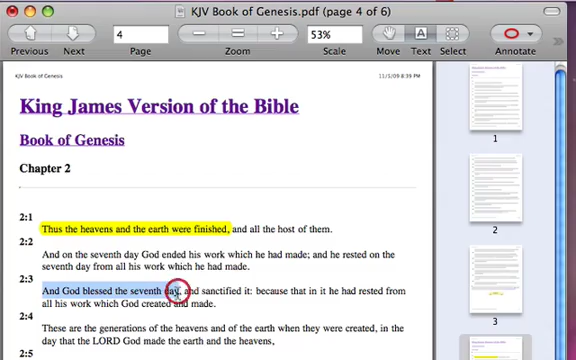 KJV Book of Genesis.pdf (page 4 of 6)
4
53%
A
Previous
Next
Page
Zoom
Scale
Move
Text
Select
Annotate
KJV Book of Genesis
11/5/09 8:39 PM
King James Version of the Bible
Book of Genesis
Chapter 2
2:1
Thus the heavens and the earth were finished, and all the host of them.
2:2
And on the seventh day God ended his work which he had made; and he rested on the
seventh day from all his work which he had made.
2:3
And God blessed the seventh day, and sanctified it: because that in it he had rested from
all his work which God created and made.
2:4
These are the generations of the heavens and of the earth when they were created, in the
day that the LORD God made the earth and the heavens,
2:5
1
2
3